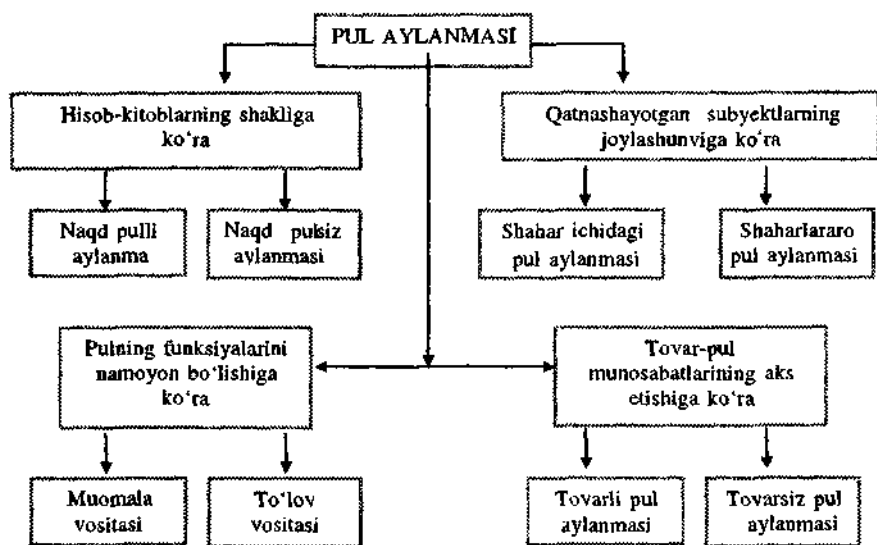 PUL AYLANMASI
Hisob-kitoblarning shakliga
ko‘ra
Qatnashayotgan subyektlarning
joylashunviga ko‘ra
Naqd pulli
aylanma
Naqd pulsiz
aylanmasi
Shahar ichidagi
pul aylanmasi
Shaharlararo
pul aylanmasi
Pulning funksiyalarini
namoyon bo‘lishiga
ko‘ra
Tovar-pul
munosabatlarining aks
etishiga ko‘ra
Muomala
vositasi
To‘lov
vositasi
Tovarli pul
aylanmasi
Tovarsiz pul
aylanmasi